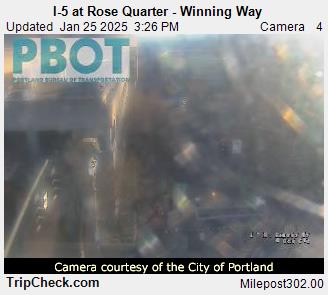 I-5 at Rose Quarter - Winning Way
Updated Jan 25 2025 3:26 PM Camera 4
PBOT
PORTLAND BUREAU OF TRANSPORTATION
Camera courtesy of the City of Portland
TripCheck.com Milepost302.00